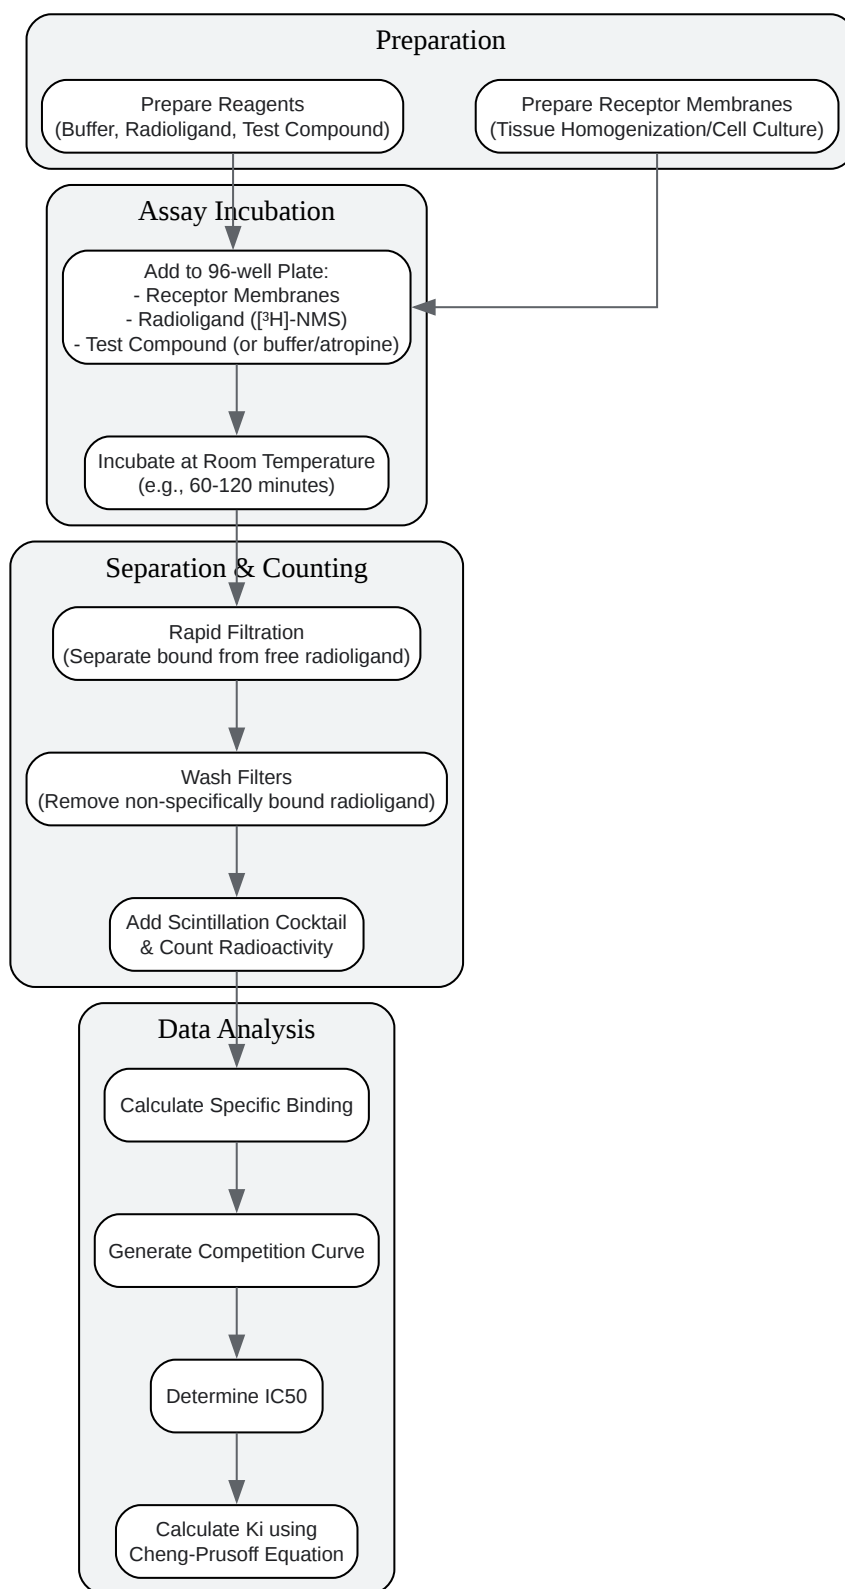 Preparation
Prepare Reagents
(Buffer, Radioligand, Test Compound)
Prepare Receptor Membranes
(Tissue Homogenization/Cell Culture)
Assay Incubation
Add to 96-well Plate:
- Receptor Membranes
- Radioligand ([³H]-NMS)
- Test Compound (or buffer/atropine)
Incubate at Room Temperature
(e.g., 60-120 minutes)
Separation & Counting
Rapid Filtration
(Separate bound from free radioligand)
Wash Filters
(Remove non-specifically bound radioligand)
Add Scintillation Cocktail
& Count Radioactivity
Data Analysis
Calculate Specific Binding
Generate Competition Curve
Determine IC50
Calculate Ki using
Cheng-Prusoff Equation